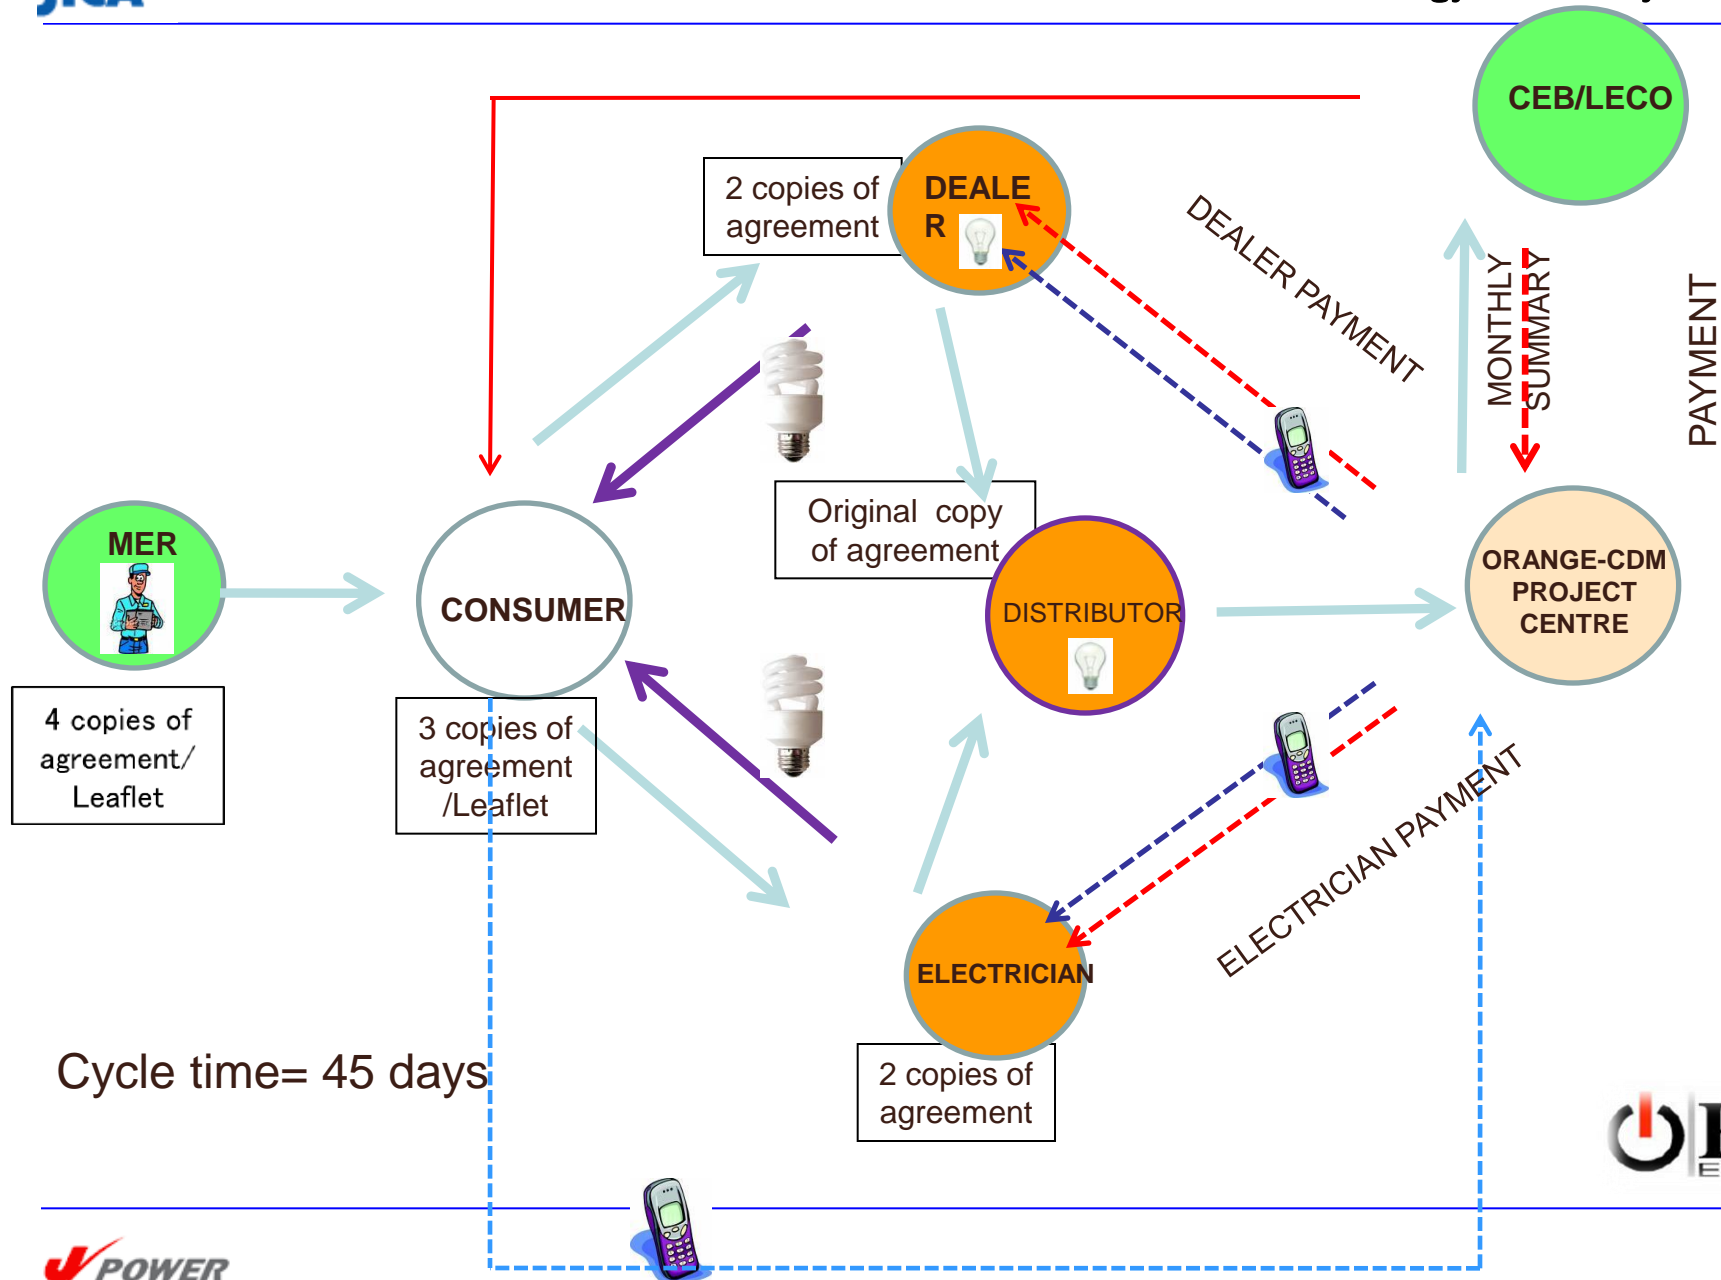 JICA
CEB/LECO
2 copies of
agreement
DEALE
R
DEALER PAYMENT
MONTHLY
SUMMARY
PAYMENT
Original copy
of agreement
MER
CONSUMER
DISTRIBUTOR
ORANGE-CDM
PROJECT
CENTRE
4 copies of
agreement/
Leaflet
3 copies of
agreement
/Leaflet
ELECTRICIAN PAYMENT
ELECTRICIAN
2 copies of
agreement
Cycle time= 45 days
POWER